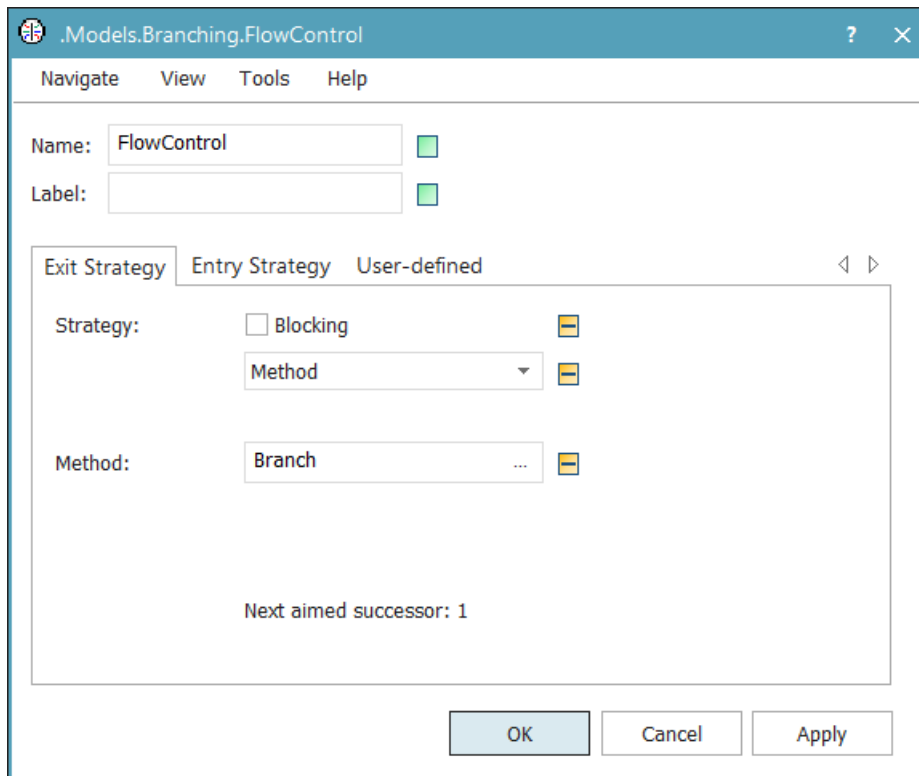 .Models.Branching.FlowControl ?
Navigate View Tools Help
Name: FlowControl
Label:
Exit Strategy Entry Strategy User-defined
Strategy: Blocking
Method
Method: Branch ...
Next aimed successor: 1
OK Cancel Apply